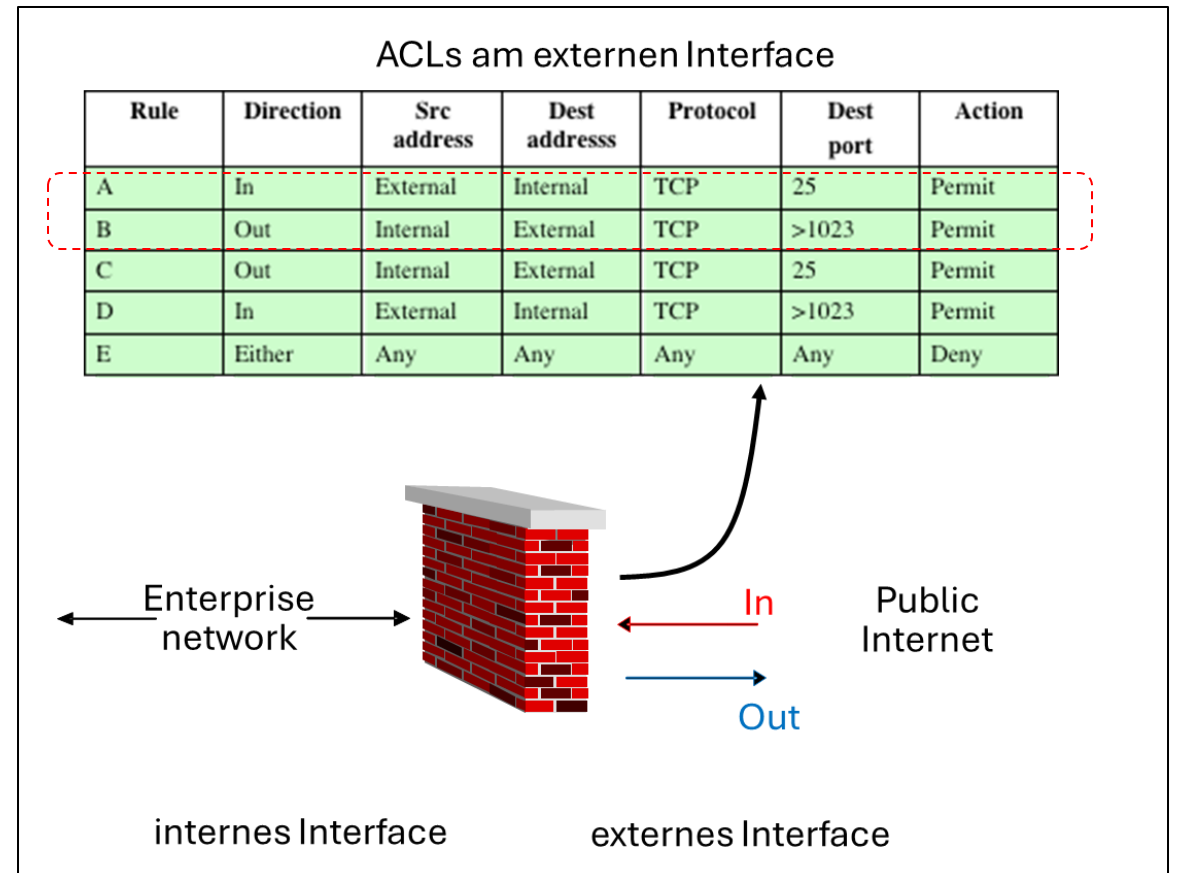 ACLs am externen Interface
Rule Direction Src address Dest addresss Protocol Dest port Action
A In External Internal TCP 25 Permit
B Out Internal External TCP >1023 Permit
C Out Internal External TCP 25 Permit
D In External Internal TCP >1023 Permit
E Either Any Any Any Any Deny
Enterprise
network
In
Out
Public
Internet
internes Interface
externes Interface